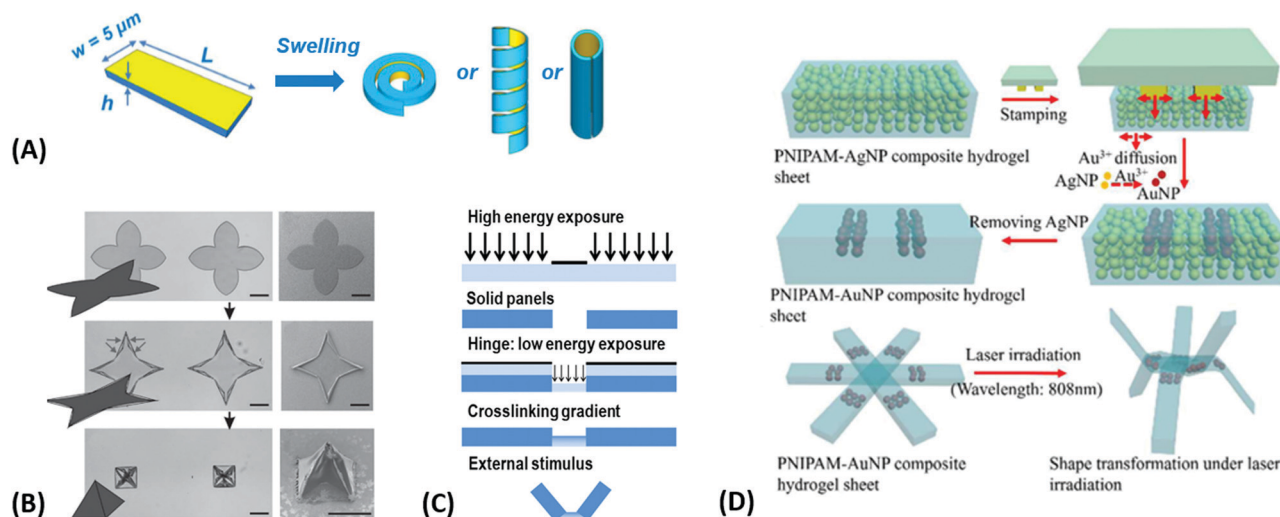 w = 5 μm
L
h
Swelling
or
or
(A)
(B)
High energy exposure
Solid panels
Hinge: low energy exposure
Crosslinking gradient
External stimulus
(C)
PNIPAM-AgNP composite hydrogel
sheet
Stamping
Au³⁺ diffusion
AgNP
Au³⁺
AuNP
Removing AgNP
PNIPAM-AuNP composite hydrogel
sheet
Laser irradiation
(Wavelength: 808nm)
PNIPAM-AuNP composite
hydrogel sheet
Shape transformation under laser
irradiation
(D)